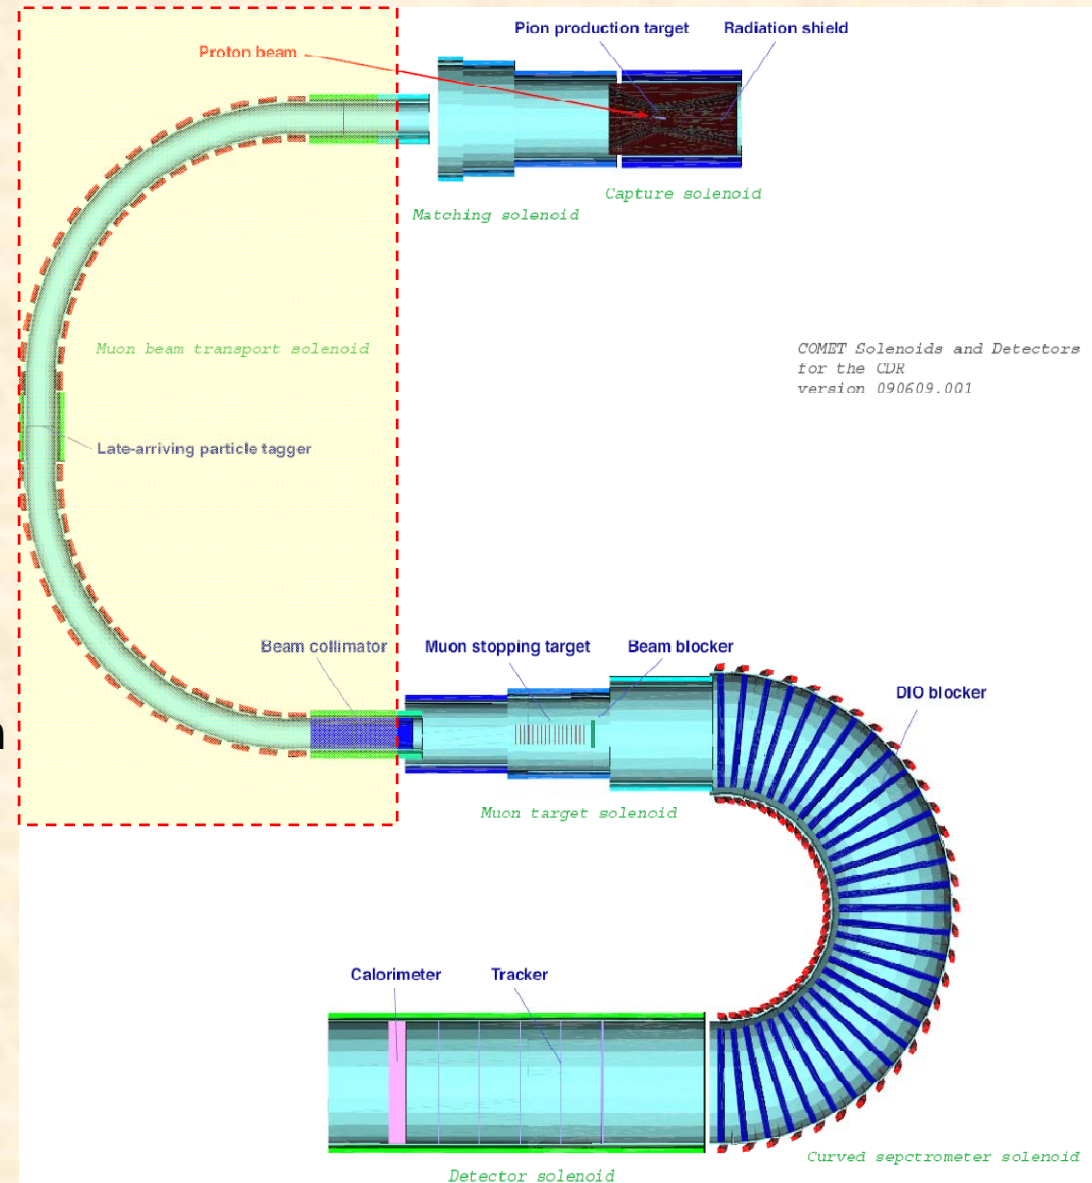 Pion production target
Radiation shield
Proton beam
Capture solenoid
Matching solenoid
Muon beam transport solenoid
COMET Solenoids and Detectors
for the CDR
version 090609.001
Late-arriving particle tagger
Beam collimator
Muon stopping target
Beam blocker
DIO blocker
n
Muon target solenoid
Calorimeter
Tracker
Curved sepctrometer solenoid
Detector solenoid